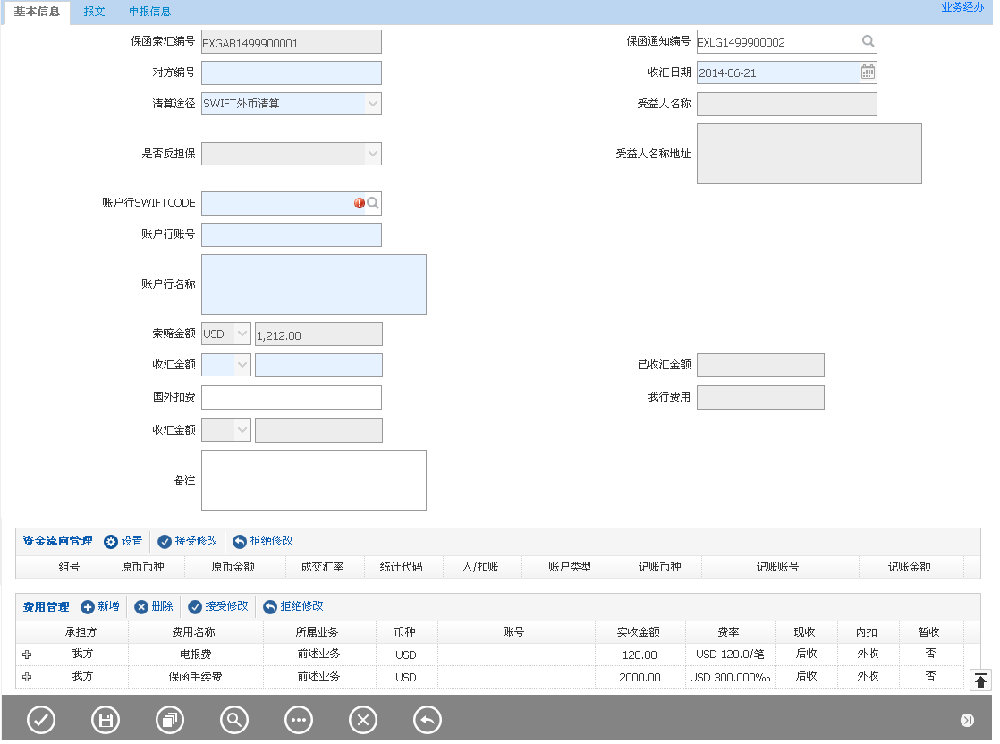 基本信息 报文 申报信息 业务经办
保函索汇编号 EXGAB1499900001 保函通知编号 EXLG1499900002
对方编号 收汇日期 2014-06-21
清算途径 SWIFT外币清算 受益人名称
是否反担保 受益人名称地址
账户行SWIFTCODE
账户行账号
账户行名称
索赔金额 USD 1,212.00
收汇金额 已收汇金额
国外扣费 我行费用
收汇金额
备注
资金流向管理 设置 接受修改 拒绝修改
组号 原币币种 原币金额 成交汇率 统计代码 入/扣账 账户类型 记账币种 记账账号 记账金额
费用管理 新增 删除 接受修改 拒绝修改
承担方 费用名称 所属业务 币种 账号 实收金额 费率 现收 内扣 暂收
我方 电报费 前述业务 USD 120.00 USD 120.0/笔 后收 外收 否
我方 保函手续费 前述业务 USD 2000.00 USD 300.000‰ 后收 外收 否